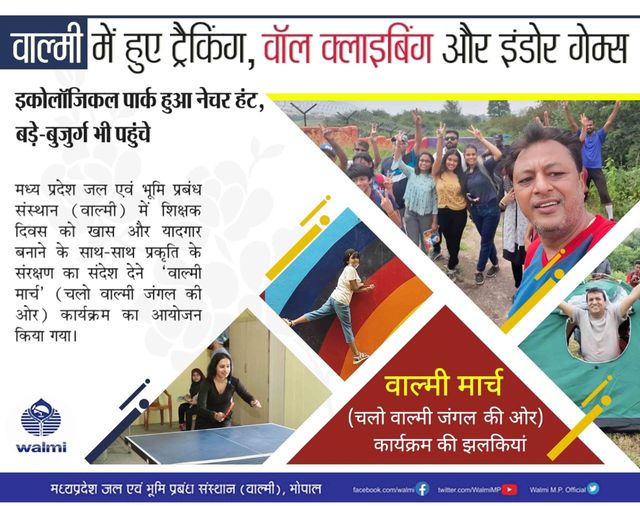 वाल्मी में हुए ट्रैकिंग, वॉल क्लाइबिंग और इंडोर गेम्स
इकोलॉजिकल पार्क हुआ नेचर हंट,
बड़े-बुजुर्ग भी पहुंचे
मध्य प्रदेश जल एवं भूमि प्रबंध
संस्थान (वाल्मी) में शिक्षक
दिवस को खास और यादगार
बनाने के साथ-साथ प्रकृति के
संरक्षण का संदेश देने 'वाल्मी
मार्च' (चलो वाल्मी जंगल की
ओर) कार्यक्रम का आयोजन
किया गया।
वाल्मी मार्च
(चलो वाल्मी जंगल की ओर)
कार्यक्रम की झलकियां
walmi
मध्यप्रदेश जल एवं भूमि प्रबंध संस्थान (वाल्मी), भोपाल
facebook.com/walmi
twitter.com/WalmiMP
Walmi M.P. Official